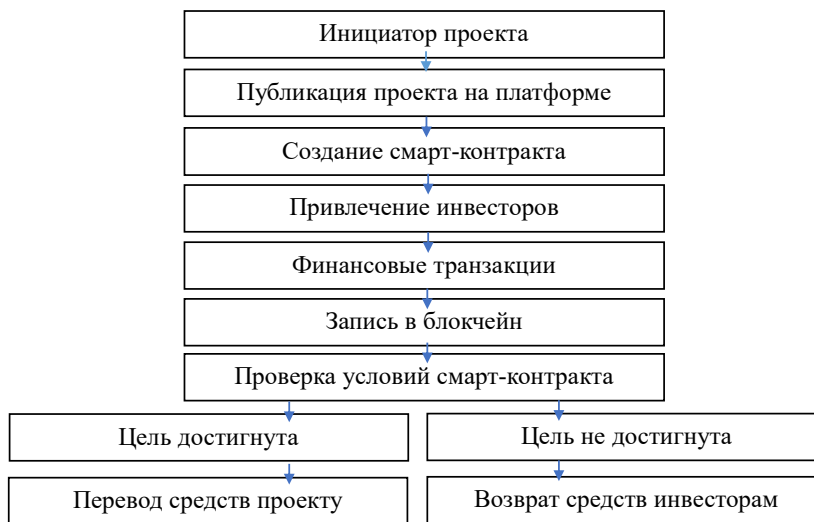 Инициатор проекта
Публикация проекта на платформе
Создание смарт-контракта
Привлечение инвесторов
Финансовые транзакции
Запись в блокчейн
Проверка условий смарт-контракта
Цель достигнута
Цель не достигнута
Перевод средств проекту
Возврат средств инвесторам